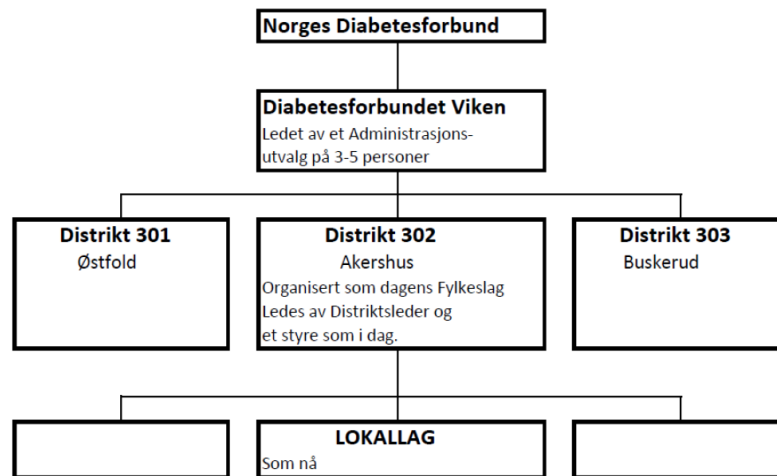 Norges Diabetesforbund
Diabetesforbundet Viken
Ledet av et Administrasjons-
utvalg på 3-5 personer
Distrikt 301
Østfold
Distrikt 302
Akershus
Organisert som dagens Fylkeslag
Ledes av Distriktsleder og
et styre som i dag.
Distrikt 303
Buskerud
LOKALLAG
Som nå